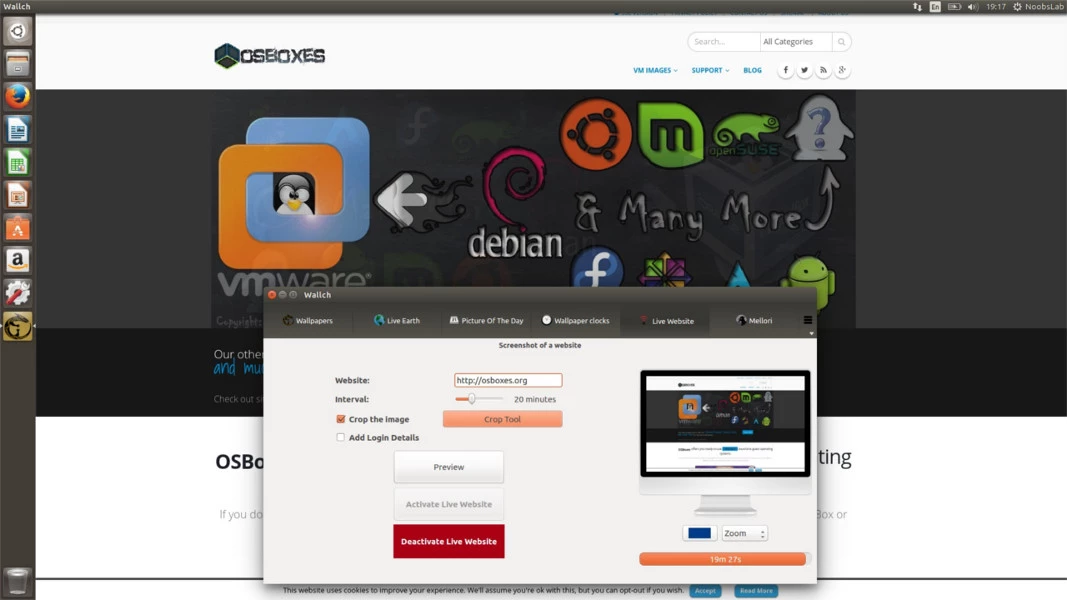 Wallch
En
19:17
NoobsLab
OSBOXES
Search...
All Categories
VM IMAGES
SUPPORT
BLOG
openSUSE
& Many More
debian
vmware
Copyrights
Our other
and mu
Check out si
OSBo
ting
If you do
Box or
Wallch
Wallpapers
Live Earth
Picture Of The Day
Wallpaper clocks
Live Website
Mellori
Screenshot of a website
Website:
http://osboxes.org
Interval:
20 minutes
Crop the image
Crop Tool
Add Login Details
Preview
Activate Live Website
Deactivate Live Website
Zoom
19m 27s
This website uses cookies to improve your experience. We'll assume you're ok with this, but you can opt-out if you wish.
Accept
Read More